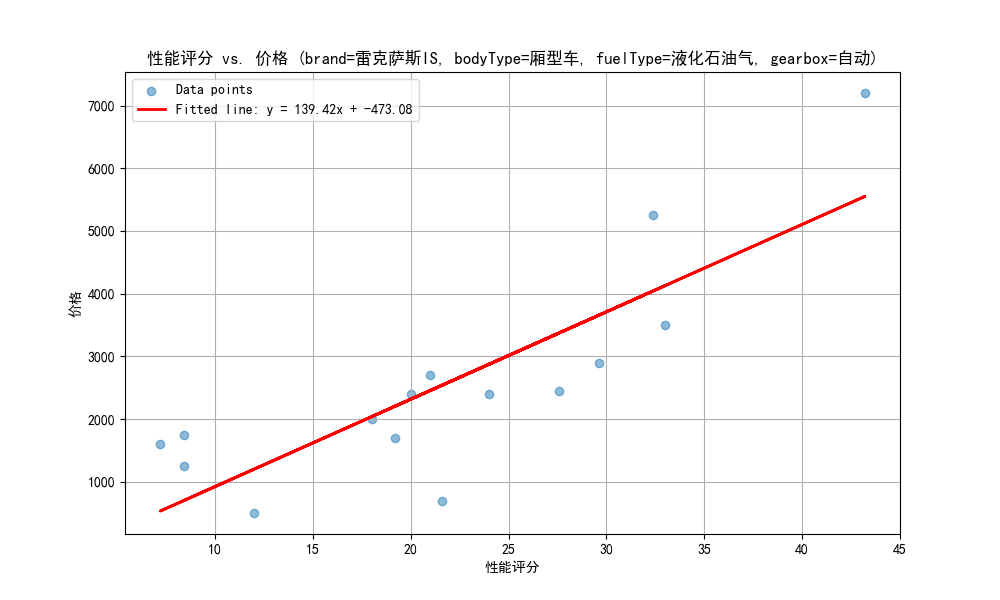 性能评分 vs. 价格 (brand=雷克萨斯IS, bodyType=厢型车, fuelType=液化石油气, gearbox=自动)
Data points
Fitted line: y = 139.42x + -473.08
7000
6000
5000
4000
3000
2000
1000
价格
10 15 20 25 30 35 40 45
性能评分